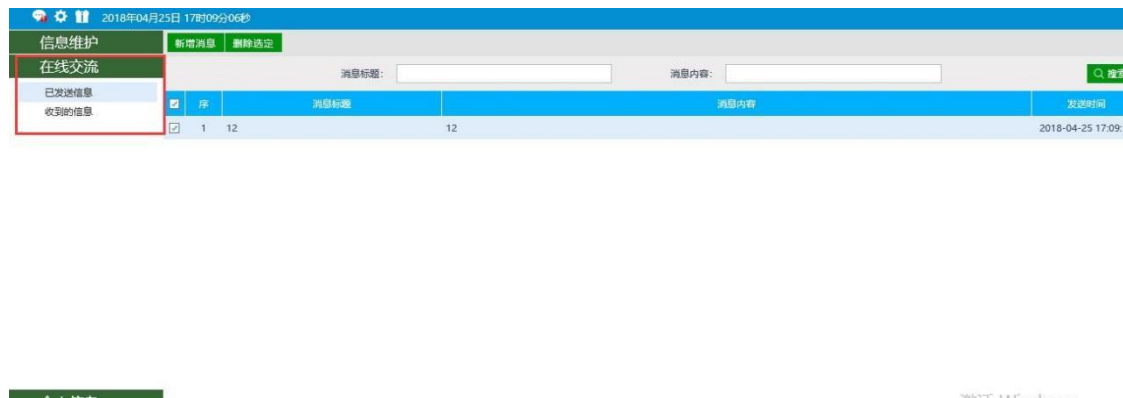 2018年04月25日 17时09分06秒
信息维护
新增消息 删除选定
在线交流
消息标题: 消息内容: 搜索
已发送信息
收到的信息
序 消息标题 消息内容 发送时间
1 12 12 2018-04-25 17:09: